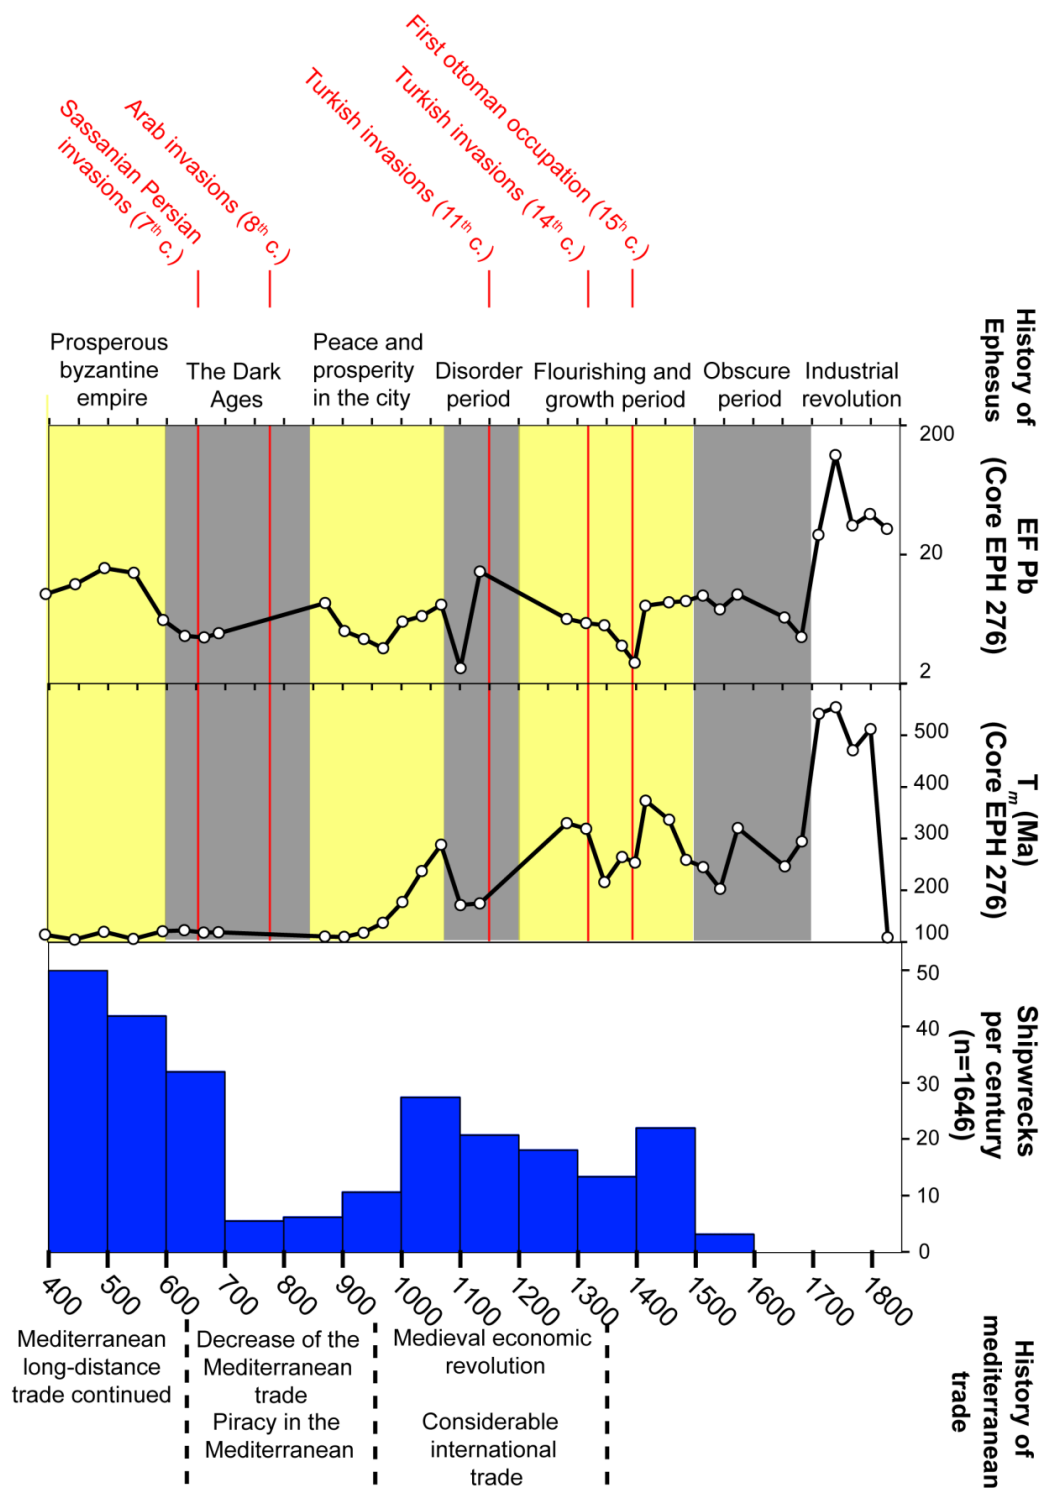 First ottoman occupation (15h c.)
Turkish invasions (14th c.)
Turkish invasions (11th c.)
Arab invasions (8th c.)
Sassanian Persian
invasions (7th c.)
Prosperous
byzantine
empire
The Dark
Ages
Peace and
prosperity
in the city
Disorder
period
Flourishing and
growth period
Obscure
period
Industrial
revolution
History of
Ephesus
200
20
2
EF Pb
(Core EPH 276)
500
400
300
200
100
Tm (Ma)
(Core EPH 276)
50
40
30
20
10
0
Shipwrecks
per century
(n=1646)
400
500
600
700
800
900
1000
1100
1200
1300
1400
1500
1600
1700
1800
Mediterranean
long-distance
trade continued
Decrease of the
Mediterranean
trade
Piracy in the
Mediterranean
Medieval economic
revolution
Considerable
international
trade
History of
mediterranean
trade